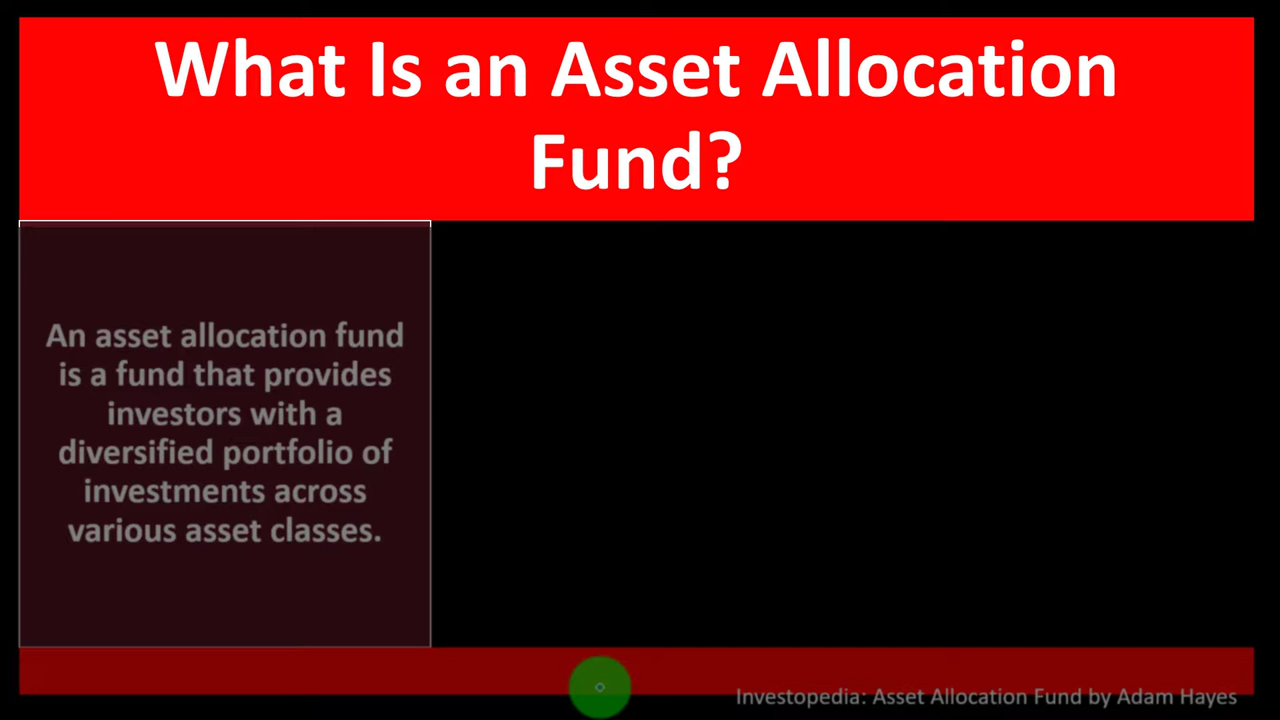 What Is an Asset Allocation
Fund?
An asset allocation fund
is a fund that provides
investors with a
diversified portfolio of
investments across
various asset classes.
Investopedia: Asset Allocation Fund by Adam Hayes